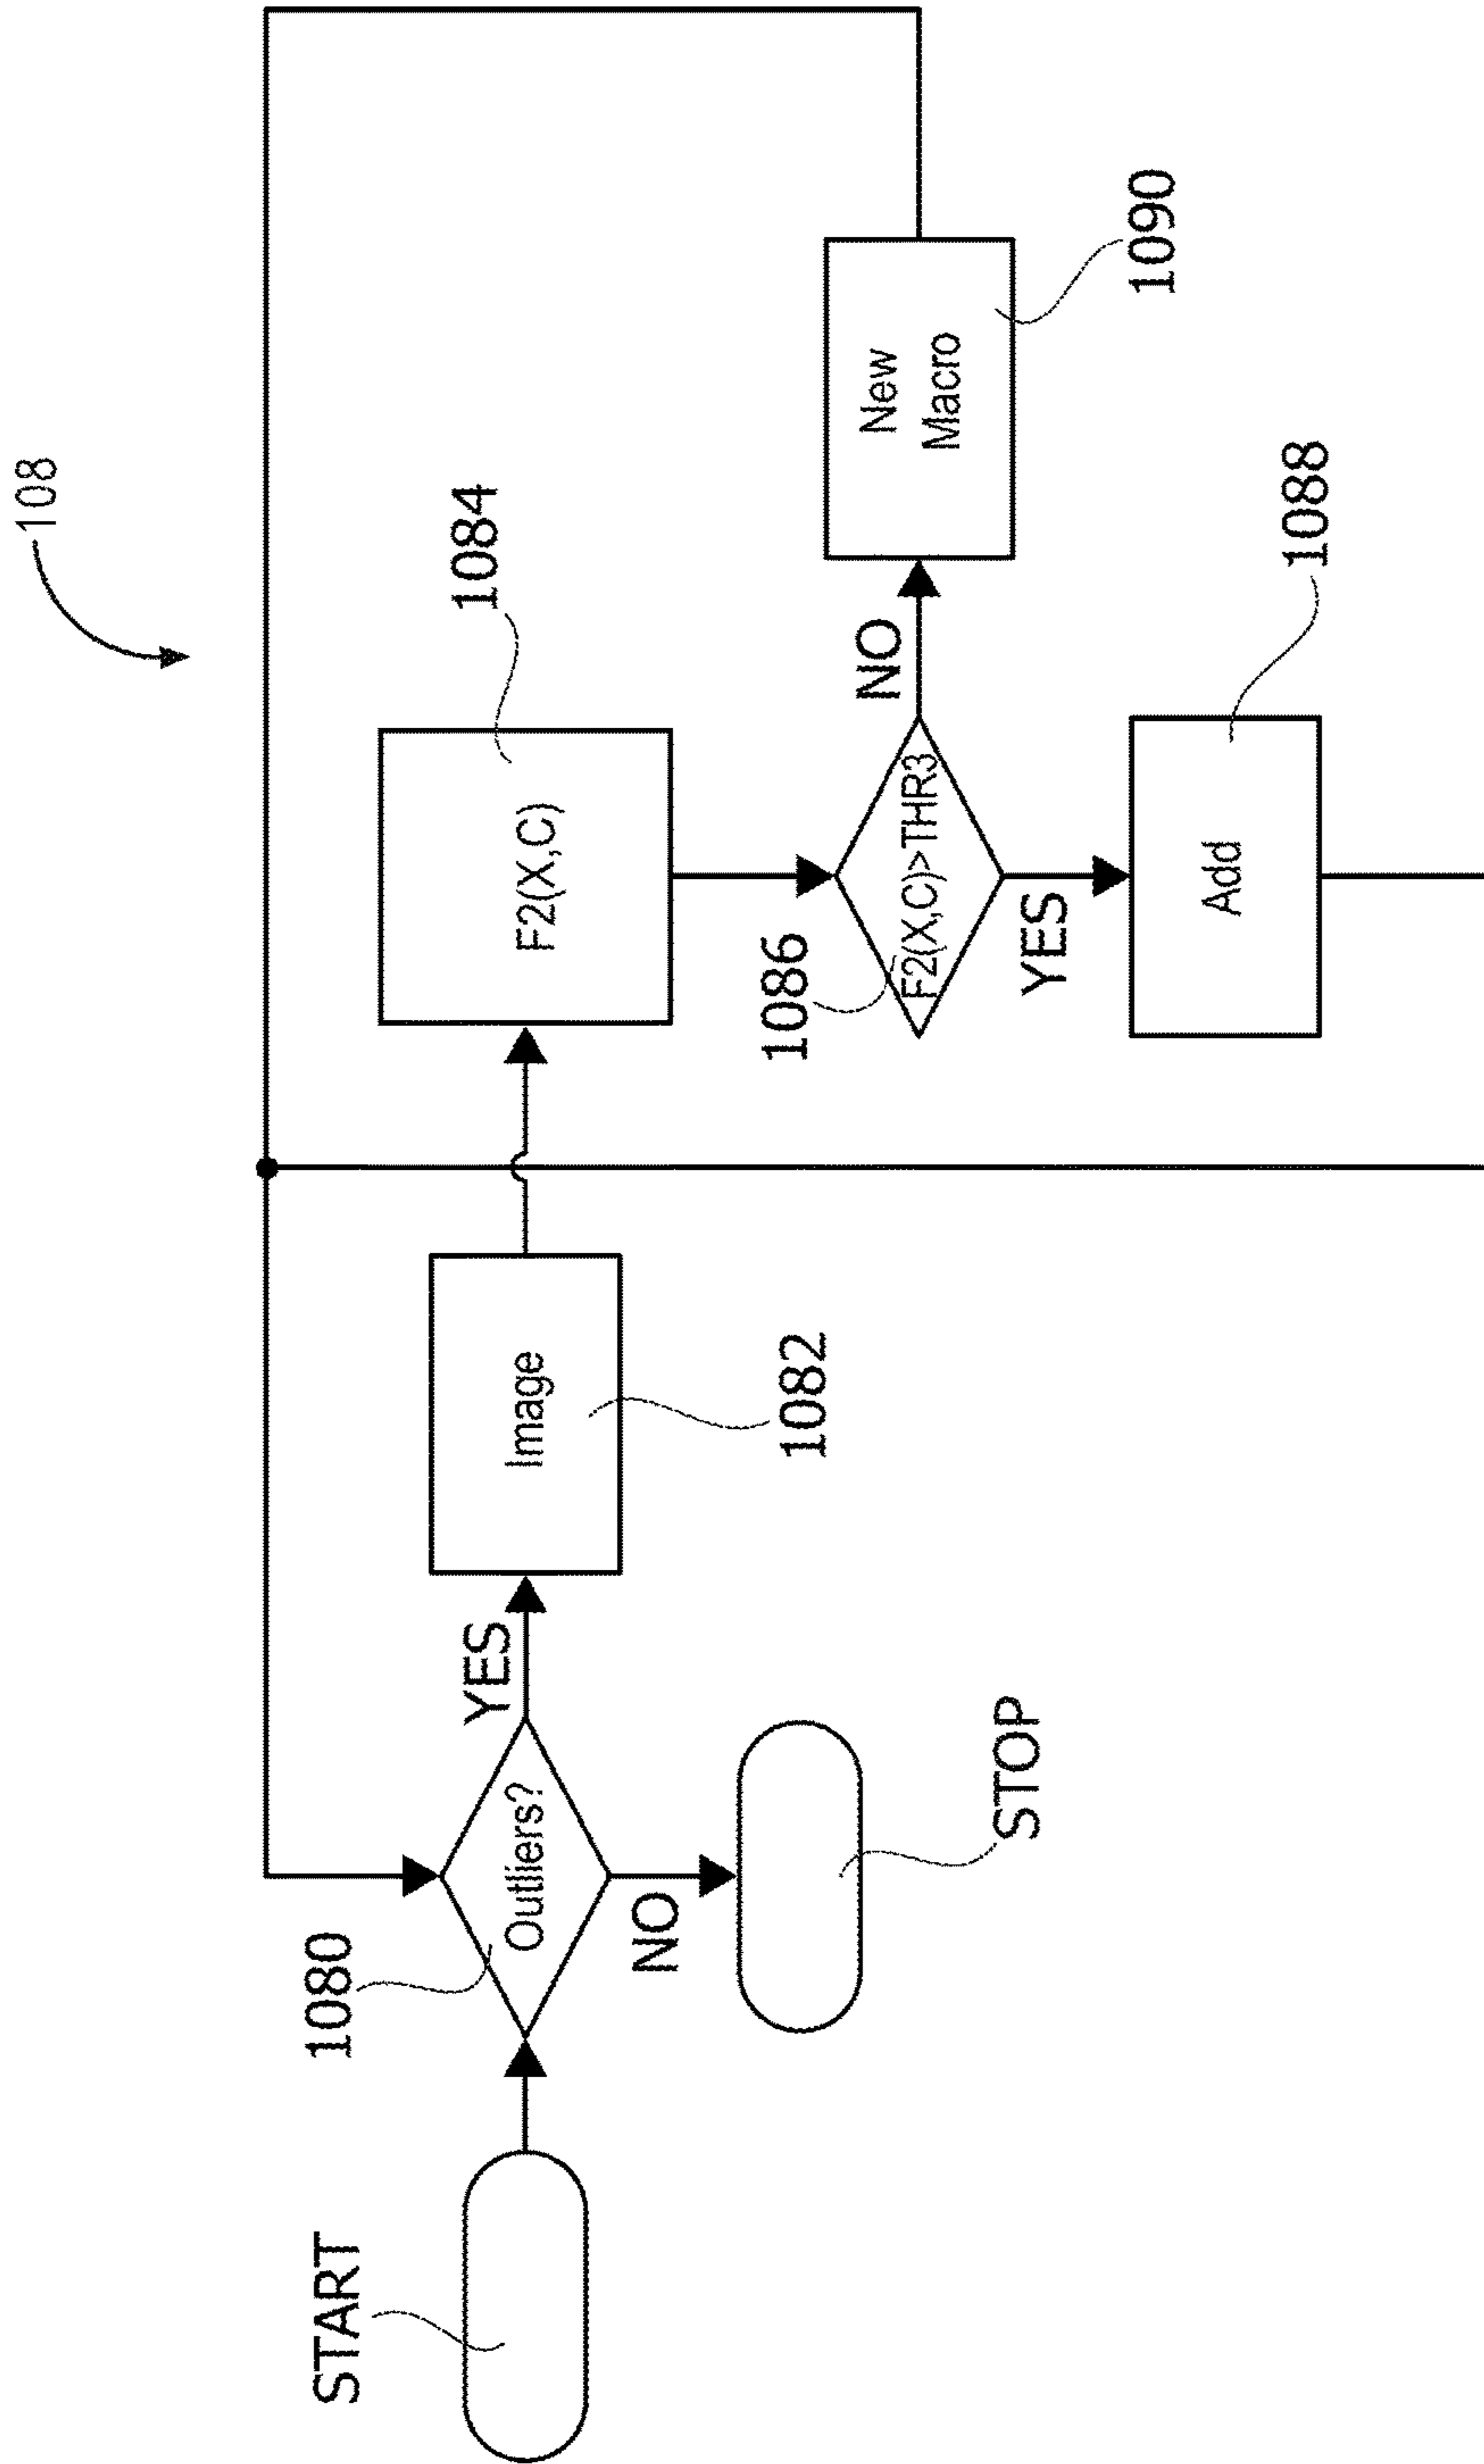 108
START
1080
Outliers?
YES
NO
STOP
Image
1082
F2(X,C)
1084
1086
F2(X,C)>THR3
NO
YES
New
Macro
1090
Add
1088